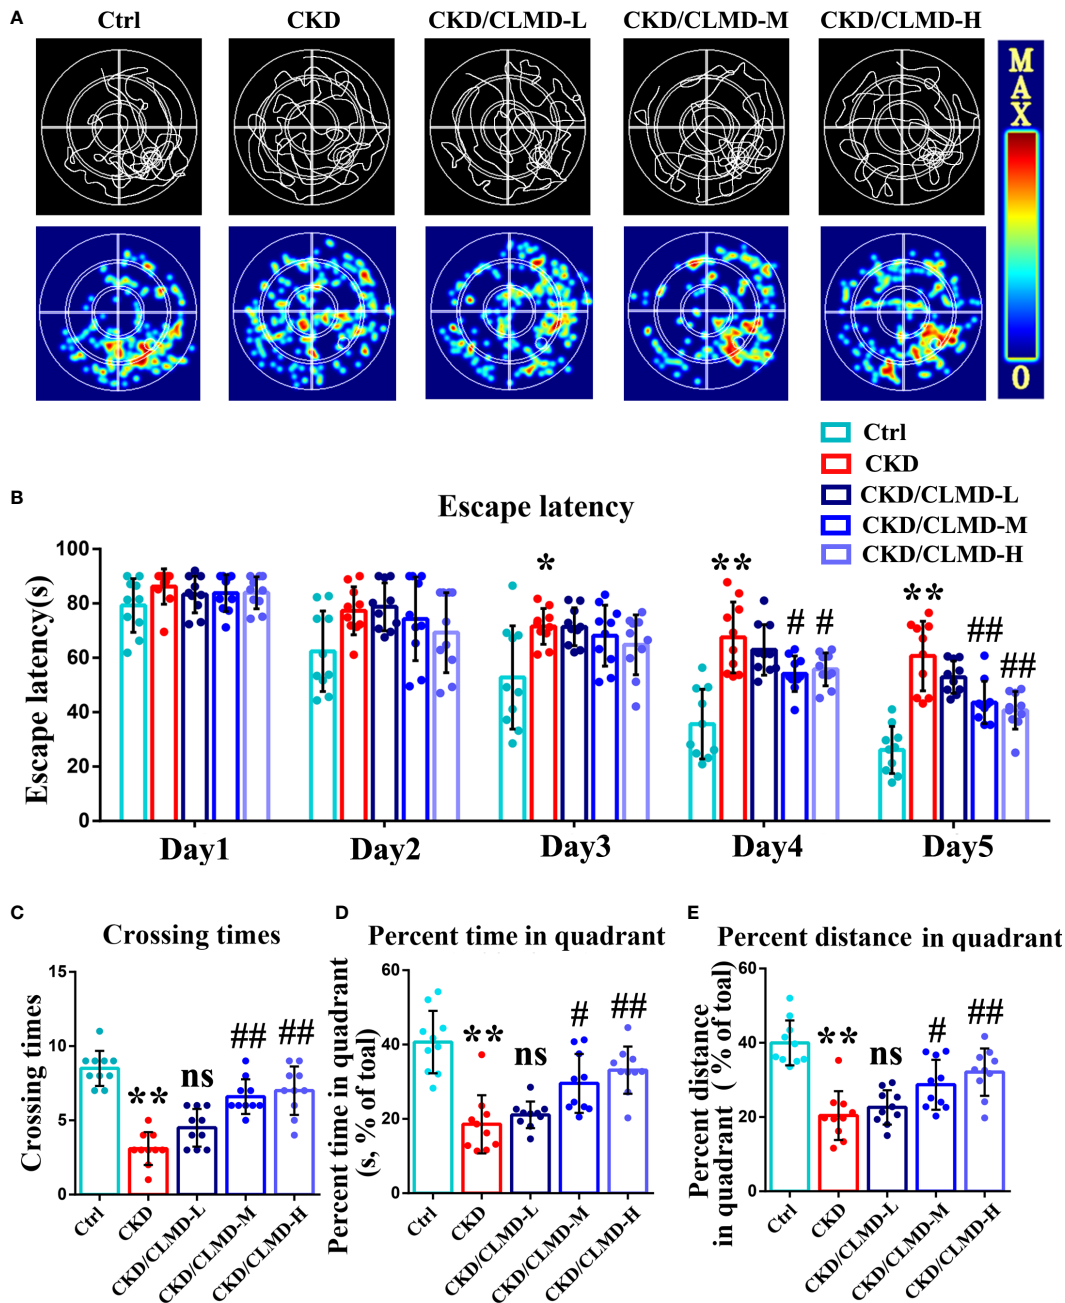 A
Ctrl
CKD
CKD/CLMD-L
CKD/CLMD-M
CKD/CLMD-H
MAX
0
Ctrl
CKD
CKD/CLMD-L
CKD/CLMD-M
CKD/CLMD-H
B
Escape latency
Escape latency(s)
100
80
60
40
20
0
*
**
#
#
**
##
##
Day1
Day2
Day3
Day4
Day5
C
Crossing times
Crossing times
15
10
5
0
**
ns
##
##
Ctrl
CKD
CKD/CLMD-L
CKD/CLMD-M
CKD/CLMD-H
D
Percent time in quadrant
Percent time in quadrant
(s, % of toal)
60
40
20
0
**
ns
#
##
Ctrl
CKD
CKD/CLMD-L
CKD/CLMD-M
CKD/CLMD-H
E
Percent distance in quadrant
Percent distance
in quadrant ( % of toal)
60
40
20
0
**
ns
#
##
Ctrl
CKD
CKD/CLMD-L
CKD/CLMD-M
CKD/CLMD-H